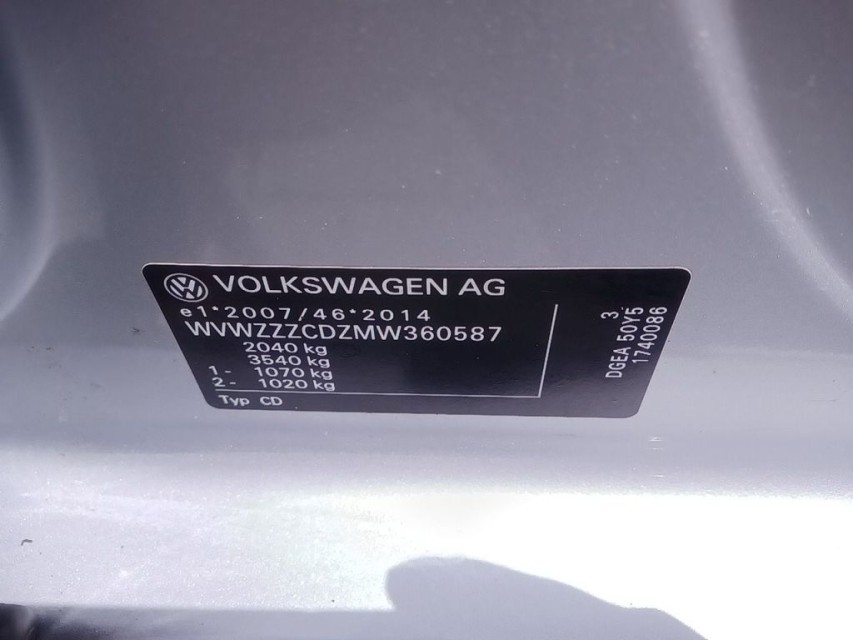 VOLKSWAGEN AG
e1*2007/46*2014
WVWZZZCDZMW360587
2040 kg
3540 kg
1- 1070 kg
2- 1020 kg
Typ CD
3.
DGEA 50Y5
1740086